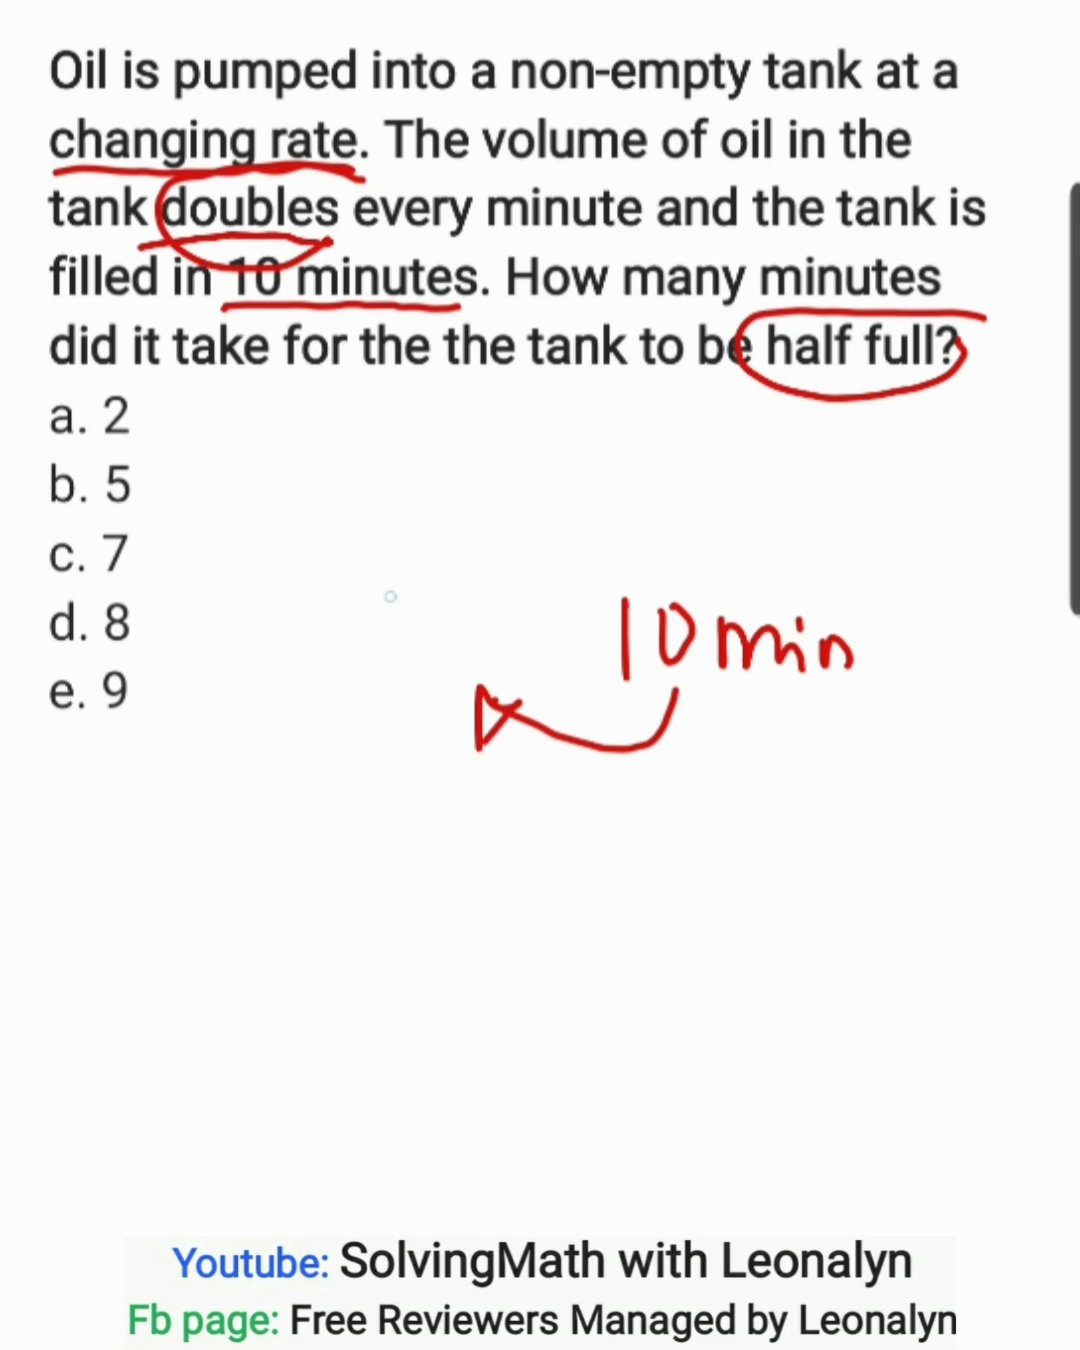 Oil is pumped into a non-empty tank at a
changing rate. The volume of oil in the
tank doubles every minute and the tank is
filled in 10 minutes. How many minutes
did it take for the the tank to be half full?
a. 2
b. 5
c. 7
d. 8
e. 9
10 min
Youtube: SolvingMath with Leonalyn
Fb page: Free Reviewers Managed by Leonalyn